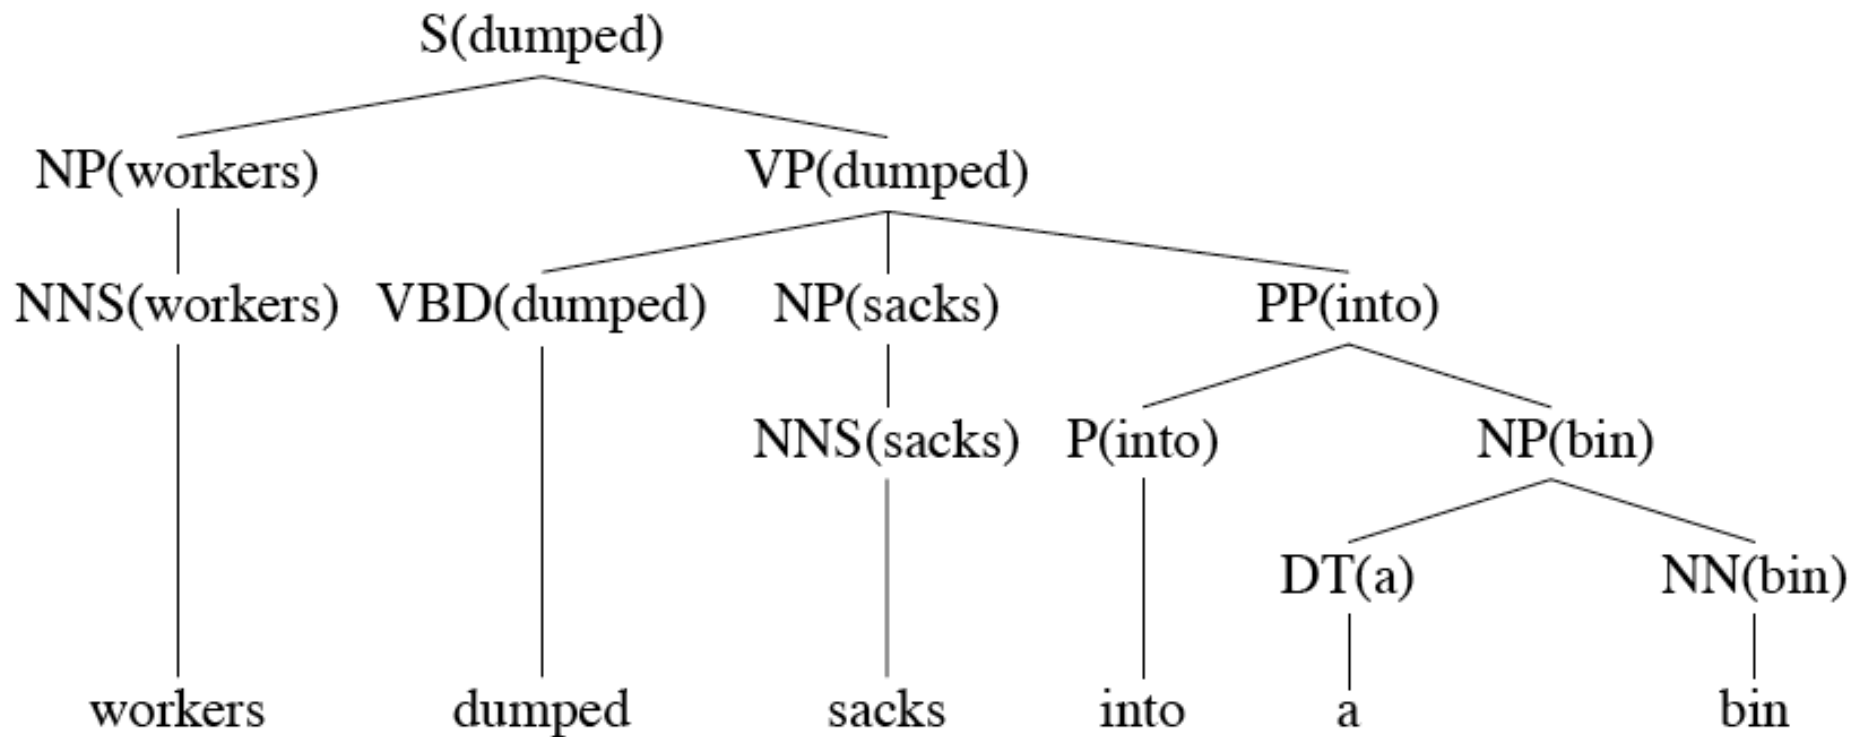 S(dumped)
NP(workers) VP(dumped)
NNS(workers) VBD(dumped) NP(sacks) PP(into)
NNS(sacks) P(into) NP(bin)
DT(a) NN(bin)
workers dumped sacks into a bin